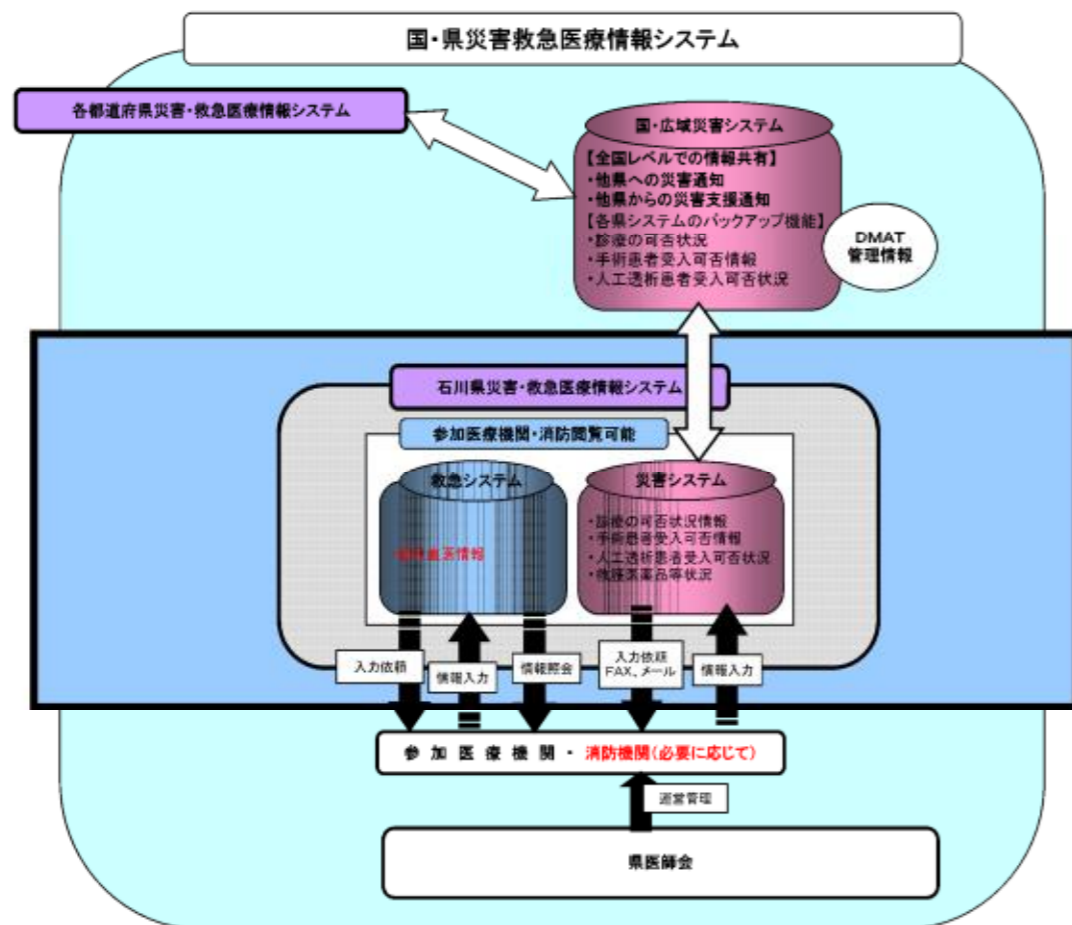 国・県災害救急医療情報システム
各都道府県災害・救急医療情報システム
国・広域災害システム
【全国レベルでの情報共有】
・他県への災害通知
・他県からの災害支援通知
【各県システムのバックアップ機能】
・診療の可否状況
・手術患者受入可否情報
・人工透析患者受入可否状況
DMAT
管理情報
石川県災害・救急医療情報システム
参加医療機関・消防閲覧可能
救急システム
直医情報
災害システム
・診療の可否状況情報
・手術患者受入可否情報
・人工透析患者受入可否状況
医薬品等状況
入力依頼
情報入力
情報照会
入力依頼
FAX、メール
情報入力
参加医療機関・消防機関(必要に応じて)
運営管理
県医師会